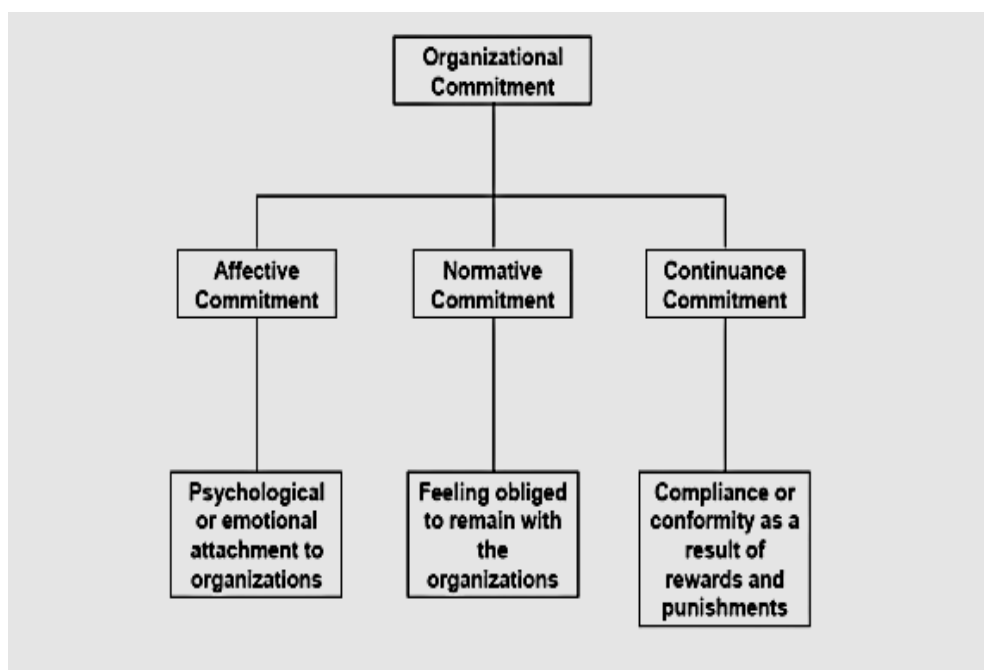 Organizational
Commitment
Affective
Commitment
Normative
Commitment
Continuance
Commitment
Psychological
or emotional
attachment to
organizations
Feeling obliged
to remain with
the
organizations
Compliance or
conformity as a
result of
rewards and
punishments